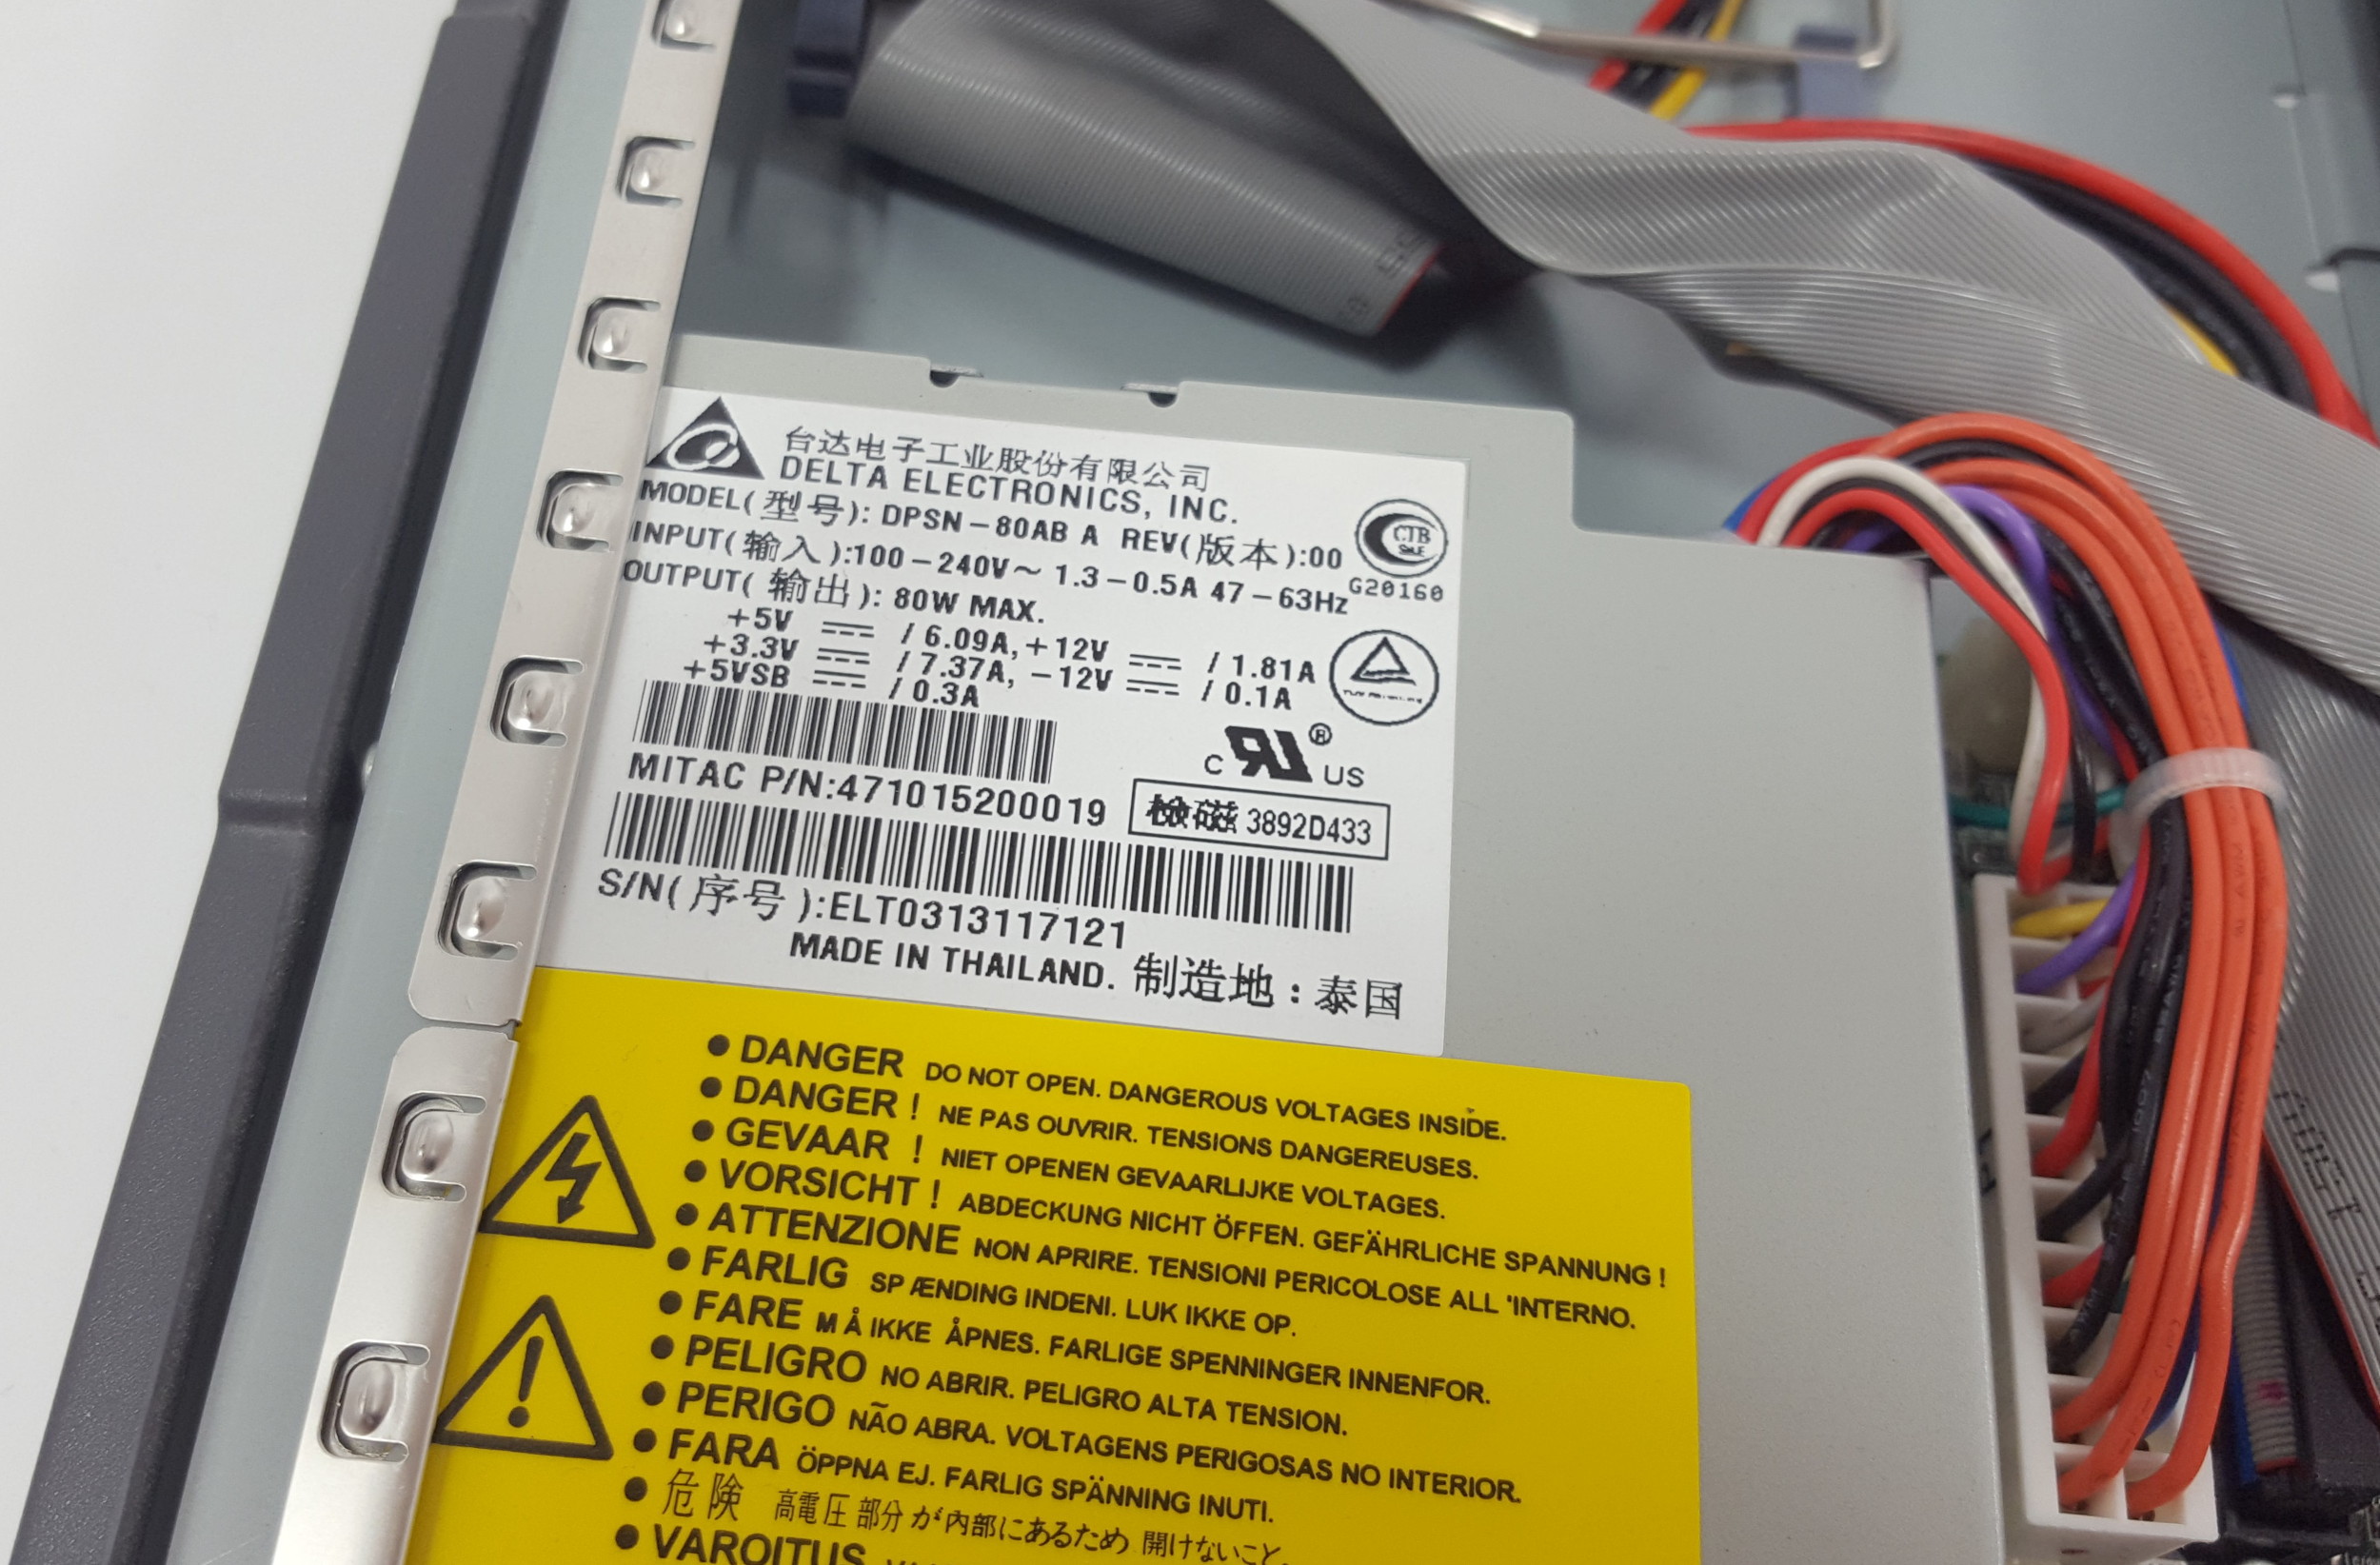 台达电子工业股份有限公司
DELTA ELECTRONICS, INC.
MODEL(型号): DPSN-80AB A REV(版本):00
INPUT(输入):100-240V~ 1.3-0.5A 47-63Hz
OUTPUT(输出): 80W MAX.
+5V ⎓ / 6.09A, +12V ⎓ / 1.81A
+3.3V ⎓ / 7.37A, -12V ⎓ / 0.1A
+5VSB ⎓ / 0.3A
CTB
G20160
C UR ® US
MITAC P/N:471015200019
檢磁 3892D433
S/N(序号):ELT0313117121
MADE IN THAILAND. 制造地:泰国
● DANGER DO NOT OPEN. DANGEROUS VOLTAGES INSIDE.
● DANGER ! NE PAS OUVRIR. TENSIONS DANGEREUSES.
● GEVAAR ! NIET OPENEN GEVAARLIJKE VOLTAGES.
● VORSICHT ! ABDECKUNG NICHT ÖFFEN. GEFÄHRLICHE SPANNUNG !
● ATTENZIONE NON APRIRE. TENSIONI PERICOLOSE ALL 'INTERNO.
● FARLIG SPÆNDING INDENI. LUK IKKE OP.
● FARE MÅ IKKE ÅPNES. FARLIGE SPENNINGER INNENFOR.
● PELIGRO NO ABRIR. PELIGRO ALTA TENSION.
● PERIGO NÃO ABRA. VOLTAGENS PERIGOSAS NO INTERIOR.
● FARA ÖPPNA EJ. FARLIG SPÄNNING INUTI.
● 危険 高電圧部分が内部にあるため 開けないこと.
● VAROITUS